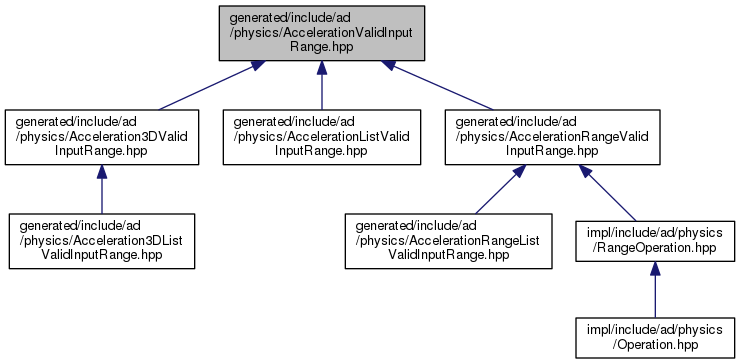 generated/include/ad
/physics/AccelerationValidInput
Range.hpp
generated/include/ad
/physics/Acceleration3DValid
InputRange.hpp
generated/include/ad
/physics/AccelerationListValid
InputRange.hpp
generated/include/ad
/physics/AccelerationRangeValid
InputRange.hpp
generated/include/ad
/physics/Acceleration3DList
ValidInputRange.hpp
generated/include/ad
/physics/AccelerationRangeList
ValidInputRange.hpp
impl/include/ad/physics
/RangeOperation.hpp
impl/include/ad/physics
/Operation.hpp